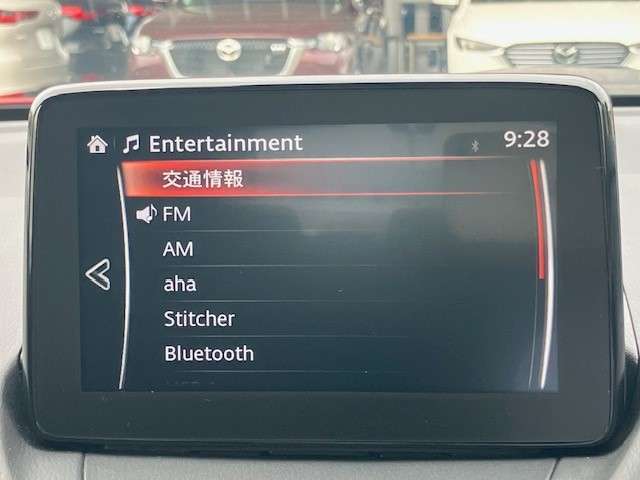 Entertainment
9:28
交通情報
FM
AM
aha
Stitcher
Bluetooth